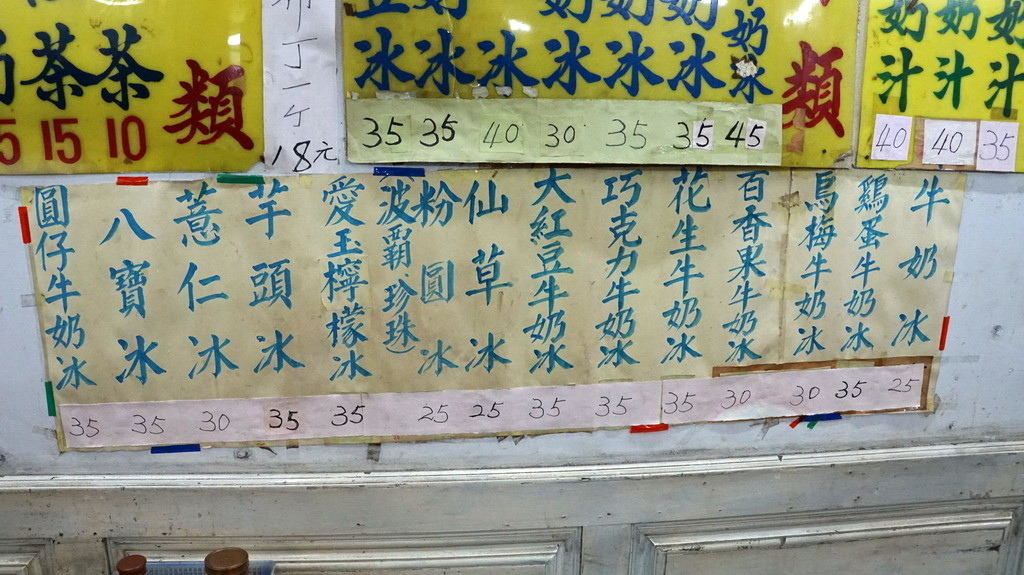 類
茶
茶
10
15
丁一ケ
18元
類
奶冰
奶冰
奶冰
奶冰
冰
奶冰
冰
45
35
35
30
40
35
35
奶汁
奶汁
奶汁
35
40
40
牛奶冰
鷄蛋牛奶冰
烏梅牛奶冰
百香果牛奶冰
花生牛奶冰
巧克力牛奶冰
大紅豆牛奶冰
仙草冰
粉圓冰
波霸、珍珠)
愛玉檸檬冰
芋頭冰
薏仁冰
八寶冰
圓仔牛奶冰
25
35
30
30
35
35
35
25
25
35
35
30
35
35